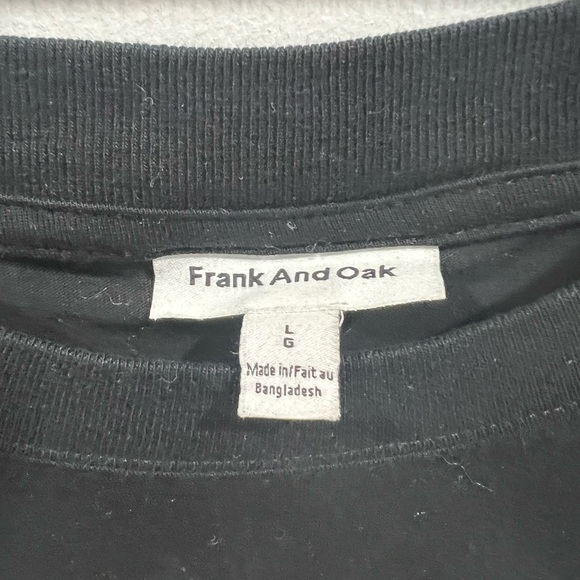 Frank And Oak
L
G
Made in/Fait au
Bangladesh